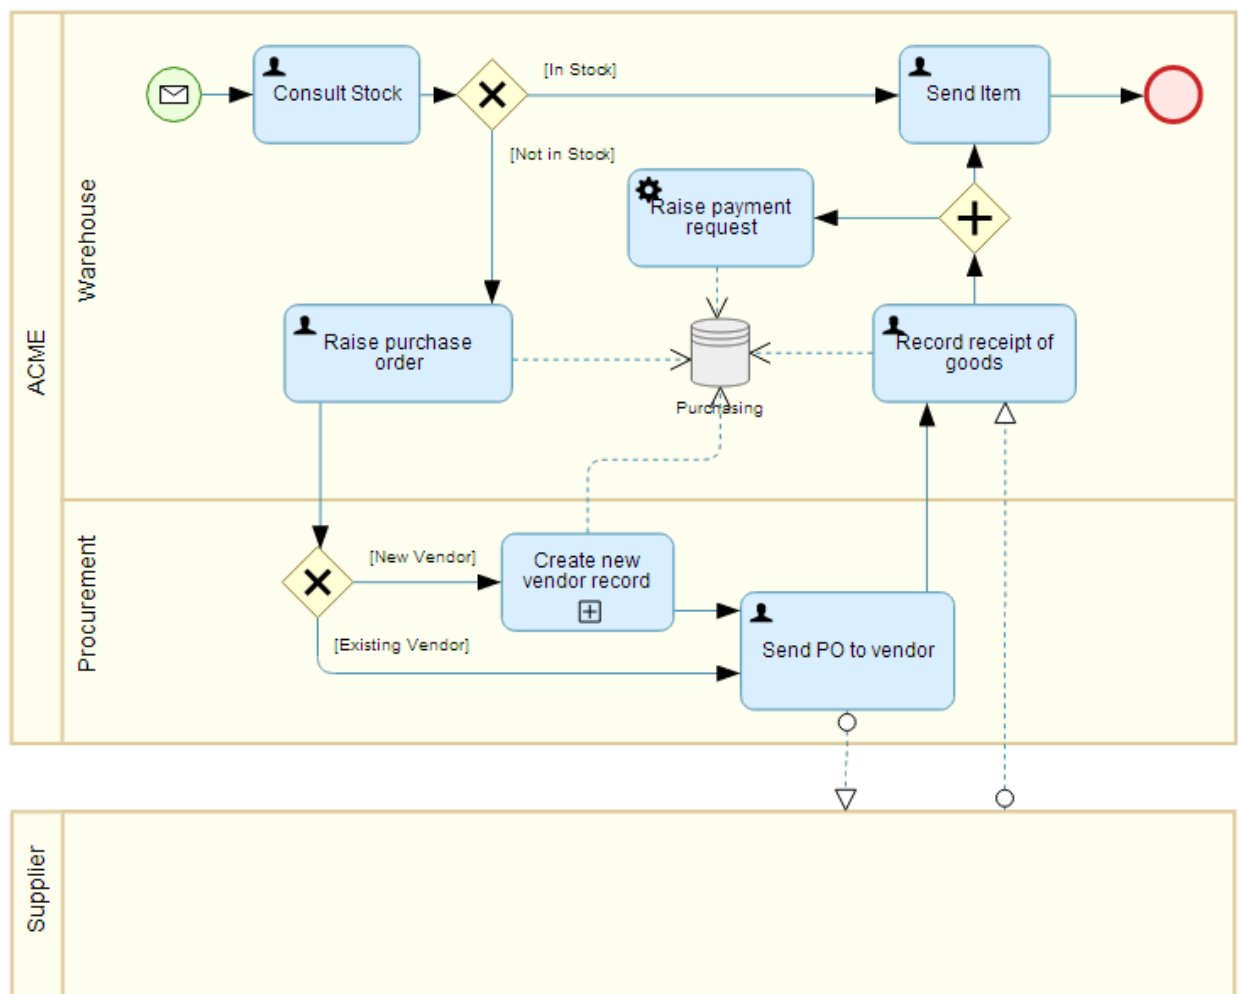 ACME
Warehouse
Consult Stock
[In Stock]
Send Item
[Not in Stock]
Raise payment
request
Raise purchase
order
Record receipt of
goods
Purchasing
Procurement
[New Vendor]
Create new
vendor record
[Existing Vendor]
Send PO to vendor
Supplier